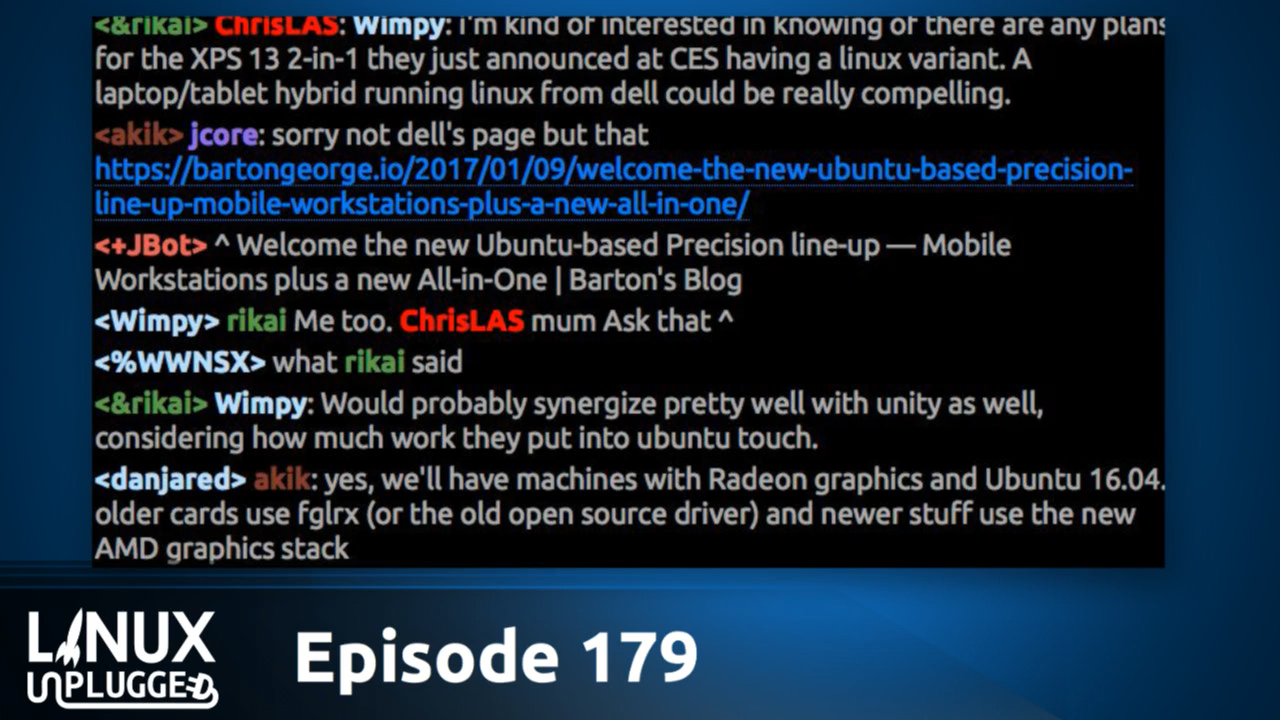 <&rikai> ChrisLAS: Wimpy: i'm kind of interested in knowing of there are any plans
for the XPS 13 2-in-1 they just announced at CES having a linux variant. A
laptop/tablet hybrid running linux from dell could be really compelling.
<akik> jcore: sorry not dell's page but that
https://bartongeorge.io/2017/01/09/welcome-the-new-ubuntu-based-precision-
line-up-mobile-workstations-plus-a-new-all-in-one/
<+JBot> ^ Welcome the new Ubuntu-based Precision line-up — Mobile
Workstations plus a new All-in-One | Barton's Blog
<Wimpy> rikai Me too. ChrisLAS mum Ask that ^
<%WWNSX> what rikai said
<&rikai> Wimpy: Would probably synergize pretty well with unity as well,
considering how much work they put into ubuntu touch.
<danjared> akik: yes, we'll have machines with Radeon graphics and Ubuntu 16.04.
older cards use fglrx (or the old open source driver) and newer stuff use the new
AMD graphics stack
LINUX
UNPLUGGED
Episode 179